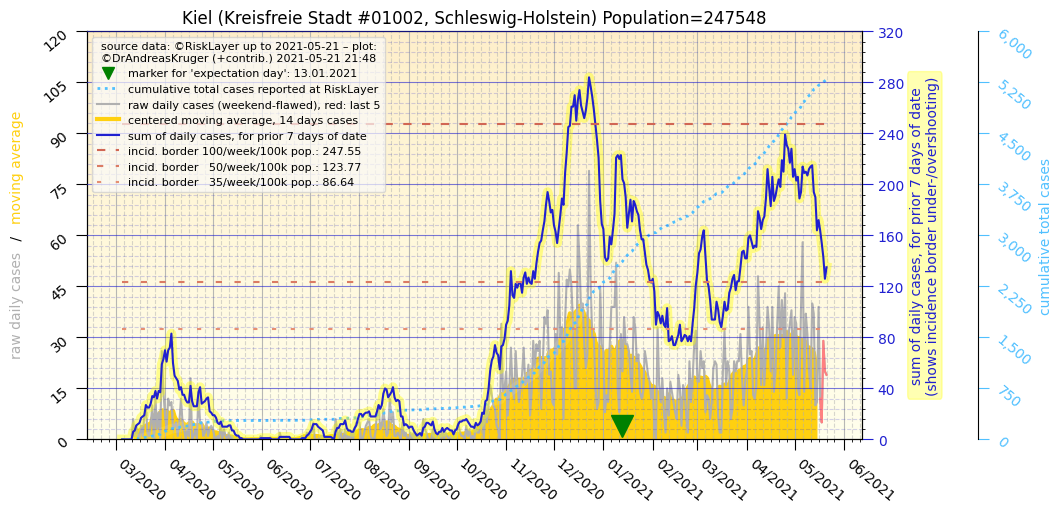 Kiel (Kreisfreie Stadt #01002, Schleswig-Holstein) Population=247548
source data: ©RiskLayer up to 2021-05-21 – plot:
©DrAndreasKruger (+contrib.) 2021-05-21 21:48
marker for 'expectation day': 13.01.2021
cumulative total cases reported at RiskLayer
raw daily cases (weekend-flawed), red: last 5
centered moving average, 14 days cases
sum of daily cases, for prior 7 days of date
incid. border 100/week/100k pop.: 247.55
incid. border 50/week/100k pop.: 123.77
incid. border 35/week/100k pop.: 86.64
raw daily cases / moving average
120
105
90
75
60
45
30
15
0
03/2020
04/2020
05/2020
06/2020
07/2020
08/2020
09/2020
10/2020
11/2020
12/2020
01/2021
02/2021
03/2021
04/2021
05/2021
06/2021
320
280
240
200
160
120
80
40
0
sum of daily cases, for prior 7 days of date
(shows incidence border under-/overshooting)
6,000
5,250
4,500
3,750
3,000
2,250
1,500
750
0
cumulative total cases